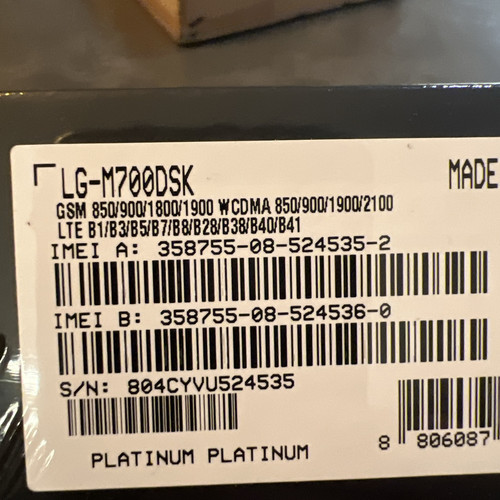 LG-M700DSK MADE
GSM 850/900/1800/1900 WCDMA 850/900/1900/2100
LTE B1/B3/B5/B7/B8/B28/B38/B40/B41
IMEI A: 358755-08-524535-2
IMEI B: 358755-08-524536-0
S/N: 804CYVU524535
8 806087
PLATINUM PLATINUM